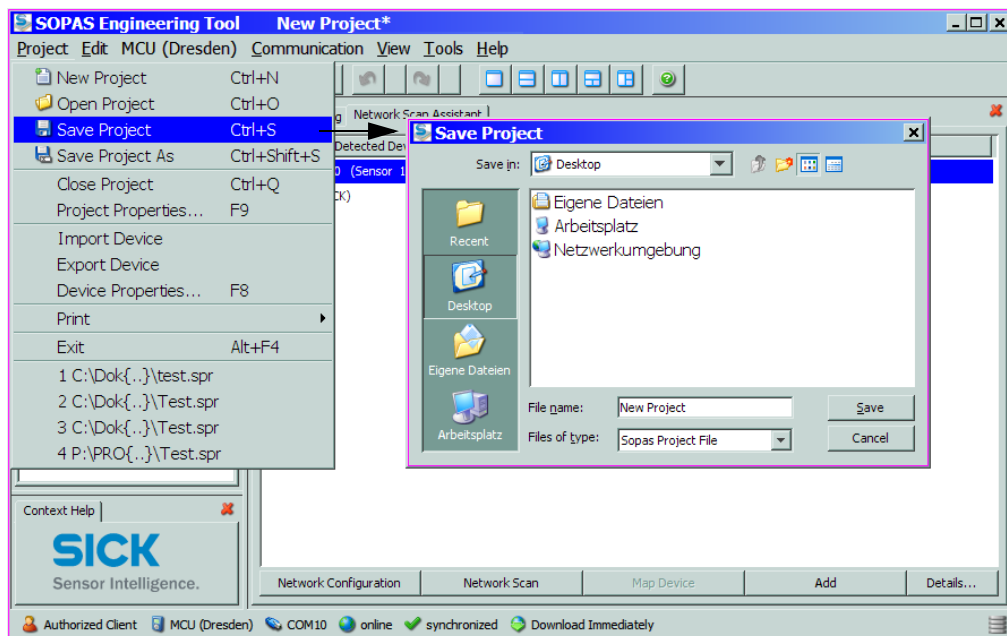 SOPAS Engineering Tool New Project*
Project Edit MCU (Dresden) Communication View Tools Help
New Project Ctrl+N
Open Project Ctrl+O
Save Project Ctrl+S
Save Project As Ctrl+Shift+S
Close Project Ctrl+Q
Project Properties... F9
Import Device
Export Device
Device Properties... F8
Print
Exit Alt+F4
1 C:\Dok{..}\test.spr
2 C:\Dok{..}\Test.spr
3 C:\Dok{..}\Test.spr
4 P:\PRO{..}\Test.spr
Network Scan Assistant
Detected
(Sensor 1
Save Project
Save in: Desktop
Recent
Desktop
Eigene Dateien
Arbeitsplatz
Eigene Dateien
Arbeitsplatz
Netzwerkumgebung
File name: New Project Save
Files of type: Sopas Project File Cancel
Context Help
SICK
Sensor Intelligence.
Network Configuration Network Scan Map Device Add Details...
Authorized Client MCU (Dresden) COM10 online synchronized Download Immediately